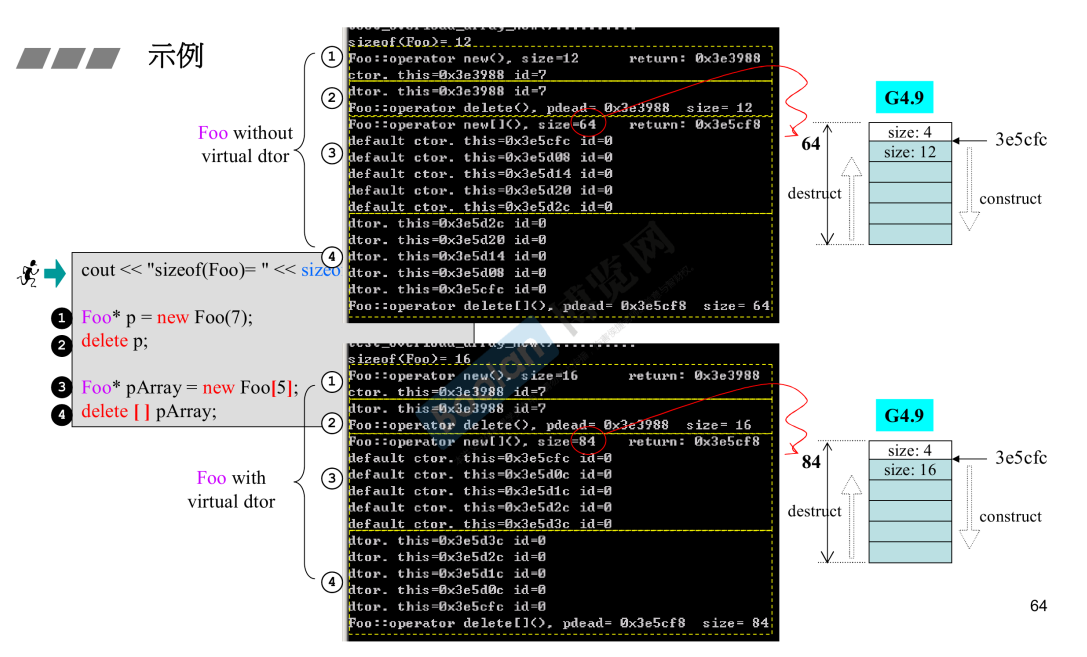 示例
Foo without
virtual dtor
1
2
3
4
sizeof(Foo)= 12
Foo::operator new(), size=12 return: 0x3e3988
ctor. this=0x3e3988 id=7
dtor. this=0x3e3988 id=7
Foo::operator delete(), pdead= 0x3e3988 size= 12
Foo::operator new[](), size=64 return: 0x3e5cf8
default ctor. this=0x3e5cfc id=0
default ctor. this=0x3e5d08 id=0
default ctor. this=0x3e5d14 id=0
default ctor. this=0x3e5d20 id=0
default ctor. this=0x3e5d2c id=0
dtor. this=0x3e5d2c id=0
dtor. this=0x3e5d20 id=0
dtor. this=0x3e5d14 id=0
dtor. this=0x3e5d08 id=0
dtor. this=0x3e5cfc id=0
Foo::operator delete[](), pdead= 0x3e5cf8 size= 64
G4.9
64
size: 4
size: 12
3e5cfc
destruct
construct
cout << "sizeof(Foo)= " << sizeo
1 Foo* p = new Foo(7);
2 delete p;
3 Foo* pArray = new Foo[5];
4 delete [] pArray;
Foo with
virtual dtor
1
2
3
4
test_overload_array_new()..........
sizeof(Foo)= 16
Foo::operator new(), size=16 return: 0x3e3988
ctor. this=0x3e3988 id=7
dtor. this=0x3e3988 id=7
Foo::operator delete(), pdead= 0x3e3988 size= 16
Foo::operator new[](), size=84 return: 0x3e5cf8
default ctor. this=0x3e5cfc id=0
default ctor. this=0x3e5d0c id=0
default ctor. this=0x3e5d1c id=0
default ctor. this=0x3e5d2c id=0
default ctor. this=0x3e5d3c id=0
dtor. this=0x3e5d3c id=0
dtor. this=0x3e5d2c id=0
dtor. this=0x3e5d1c id=0
dtor. this=0x3e5d0c id=0
dtor. this=0x3e5cfc id=0
Foo::operator delete[](), pdead= 0x3e5cf8 size= 84
G4.9
84
size: 4
size: 16
3e5cfc
destruct
construct
boolan
博览网
64